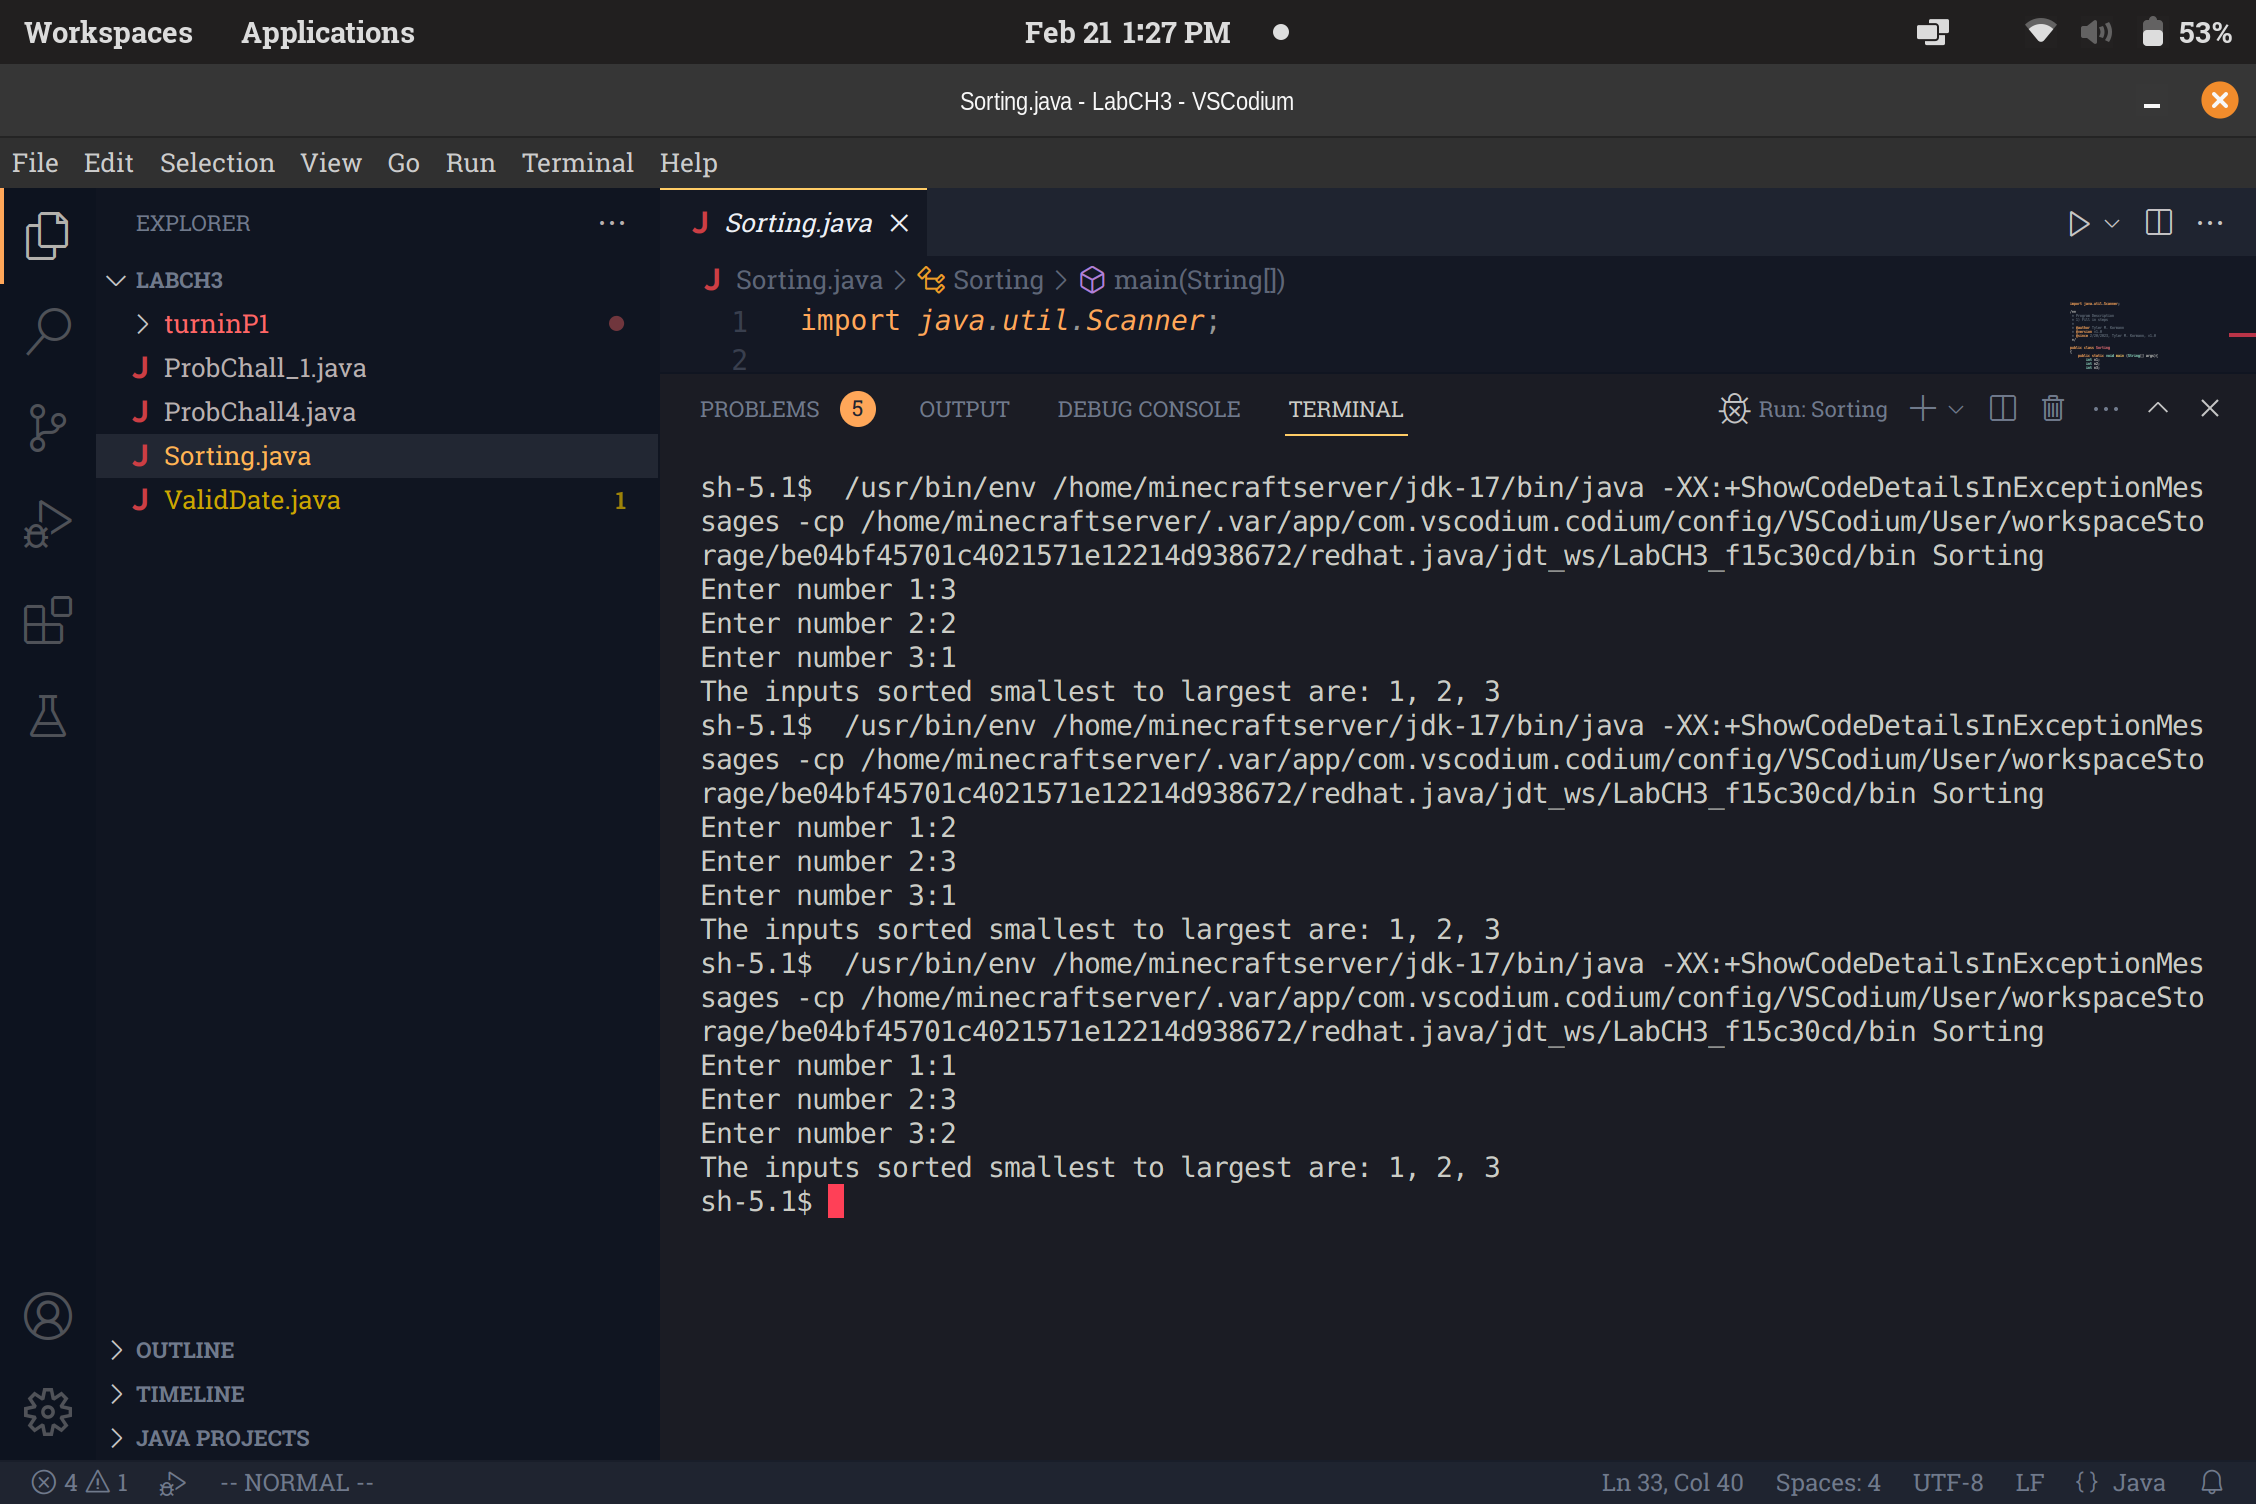 Workspaces Applications Feb 21 1:27 PM 53%
Sorting.java - LabCH3 - VSCodium
File Edit Selection View Go Run Terminal Help
EXPLORER
LABCH3
turninP1
ProbChall_1.java
ProbChall4.java
Sorting.java
ValidDate.java 1
OUTLINE
TIMELINE
JAVA PROJECTS
Sorting.java
Sorting.java > Sorting > main(String[])
1 import java.util.Scanner;
2
PROBLEMS 5 OUTPUT DEBUG CONSOLE TERMINAL Run: Sorting
sh-5.1$  /usr/bin/env /home/minecraftserver/jdk-17/bin/java -XX:+ShowCodeDetailsInExceptionMes
sages -cp /home/minecraftserver/.var/app/com.vscodium.codium/config/VSCodium/User/workspaceSto
rage/be04bf45701c4021571e12214d938672/redhat.java/jdt_ws/LabCH3_f15c30cd/bin Sorting
Enter number 1:3
Enter number 2:2
Enter number 3:1
The inputs sorted smallest to largest are: 1, 2, 3
sh-5.1$  /usr/bin/env /home/minecraftserver/jdk-17/bin/java -XX:+ShowCodeDetailsInExceptionMes
sages -cp /home/minecraftserver/.var/app/com.vscodium.codium/config/VSCodium/User/workspaceSto
rage/be04bf45701c4021571e12214d938672/redhat.java/jdt_ws/LabCH3_f15c30cd/bin Sorting
Enter number 1:2
Enter number 2:3
Enter number 3:1
The inputs sorted smallest to largest are: 1, 2, 3
sh-5.1$  /usr/bin/env /home/minecraftserver/jdk-17/bin/java -XX:+ShowCodeDetailsInExceptionMes
sages -cp /home/minecraftserver/.var/app/com.vscodium.codium/config/VSCodium/User/workspaceSto
rage/be04bf45701c4021571e12214d938672/redhat.java/jdt_ws/LabCH3_f15c30cd/bin Sorting
Enter number 1:1
Enter number 2:3
Enter number 3:2
The inputs sorted smallest to largest are: 1, 2, 3
sh-5.1$
4 1 -- NORMAL -- Ln 33, Col 40 Spaces: 4 UTF-8 LF {} Java